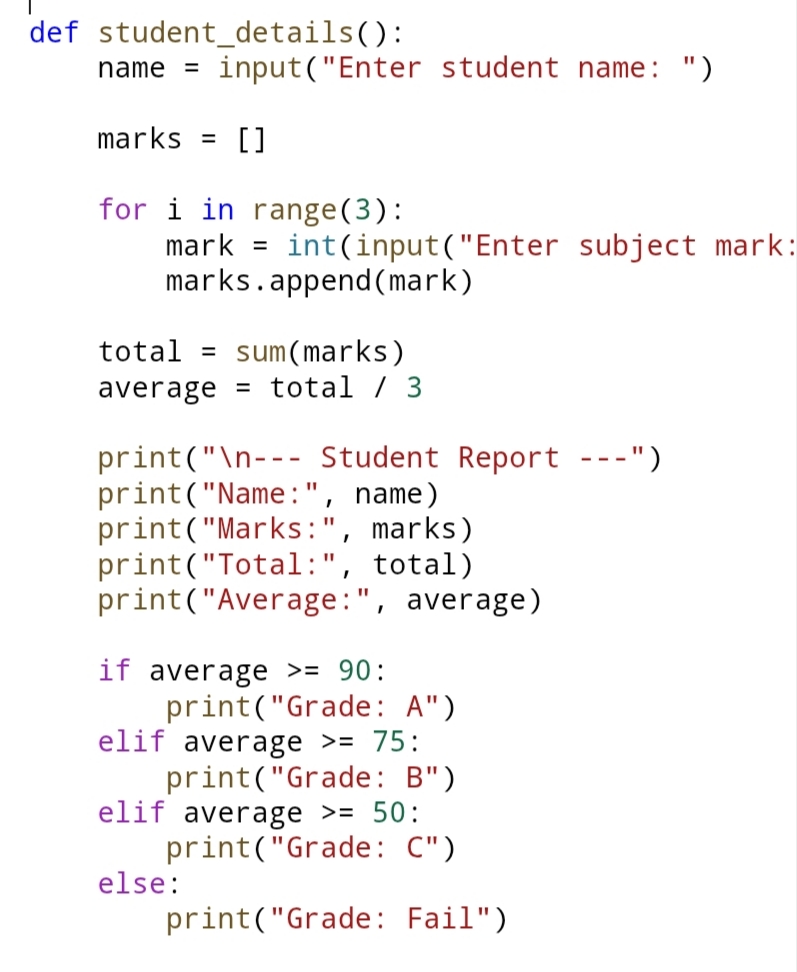 def student_details():
    name = input("Enter student name: ")

    marks = []

    for i in range(3):
        mark = int(input("Enter subject mark:
        marks.append(mark)

    total = sum(marks)
    average = total / 3

    print("\n--- Student Report ---")
    print("Name:", name)
    print("Marks:", marks)
    print("Total:", total)
    print("Average:", average)

    if average >= 90:
        print("Grade: A")
    elif average >= 75:
        print("Grade: B")
    elif average >= 50:
        print("Grade: C")
    else:
        print("Grade: Fail")